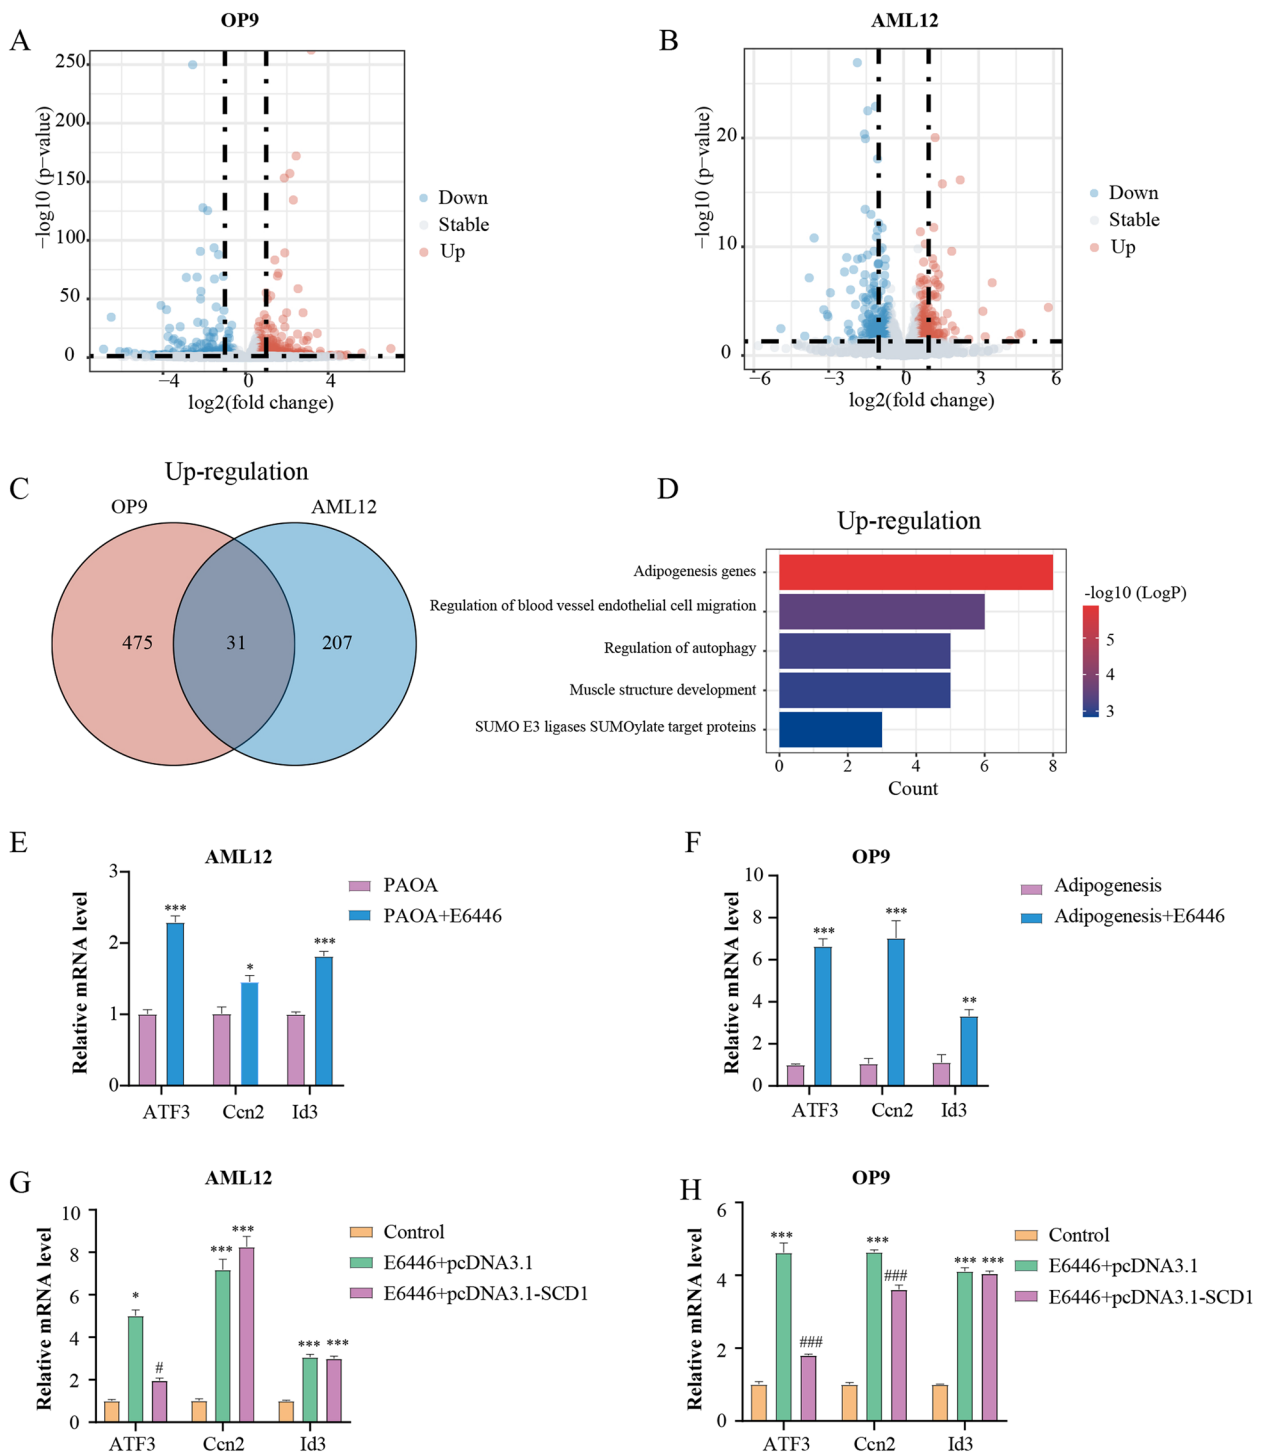 A
OP9
−log10 (p−value)
250
200
150
100
50
0
−4
0
4
log2(fold change)
Down
Stable
Up
B
AML12
−log10 (p−value)
20
10
0
−6
−3
0
3
6
log2(fold change)
Down
Stable
Up
C
Up-regulation
OP9
AML12
475
31
207
D
Up-regulation
Adipogenesis genes
Regulation of blood vessel endothelial cell migration
Regulation of autophagy
Muscle structure development
SUMO E3 ligases SUMOylate target proteins
0
2
4
6
8
Count
-log10 (LogP)
5
4
3
E
AML12
Relative mRNA level
3
2
1
0
***
*
***
ATF3
Ccn2
Id3
PAOA
PAOA+E6446
F
OP9
Relative mRNA level
10
8
6
4
2
0
***
***
**
ATF3
Ccn2
Id3
Adipogenesis
Adipogenesis+E6446
G
AML12
Relative mRNA level
10
8
6
4
2
0
*
#
***
***
***
***
ATF3
Ccn2
Id3
Control
E6446+pcDNA3.1
E6446+pcDNA3.1-SCD1
H
OP9
Relative mRNA level
6
4
2
0
***
###
***
###
***
***
ATF3
Ccn2
Id3
Control
E6446+pcDNA3.1
E6446+pcDNA3.1-SCD1